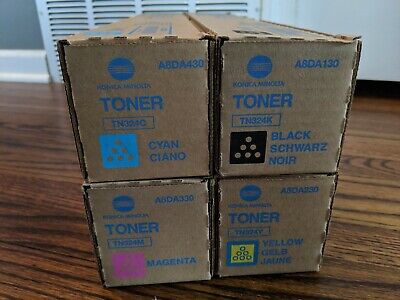 A8DA430
KONICA MINOLTA
TONER
TN324C
CYAN
CIANO
A8DA130
KONICA MINOLTA
TONER
TN324K
BLACK
SCHWARZ
NOIR
A8DA330
KONICA MINOLTA
TONER
TN324M
MAGENTA
A8DA230
KONICA MINOLTA
TONER
TN324Y
YELLOW
GELB
JAUNE